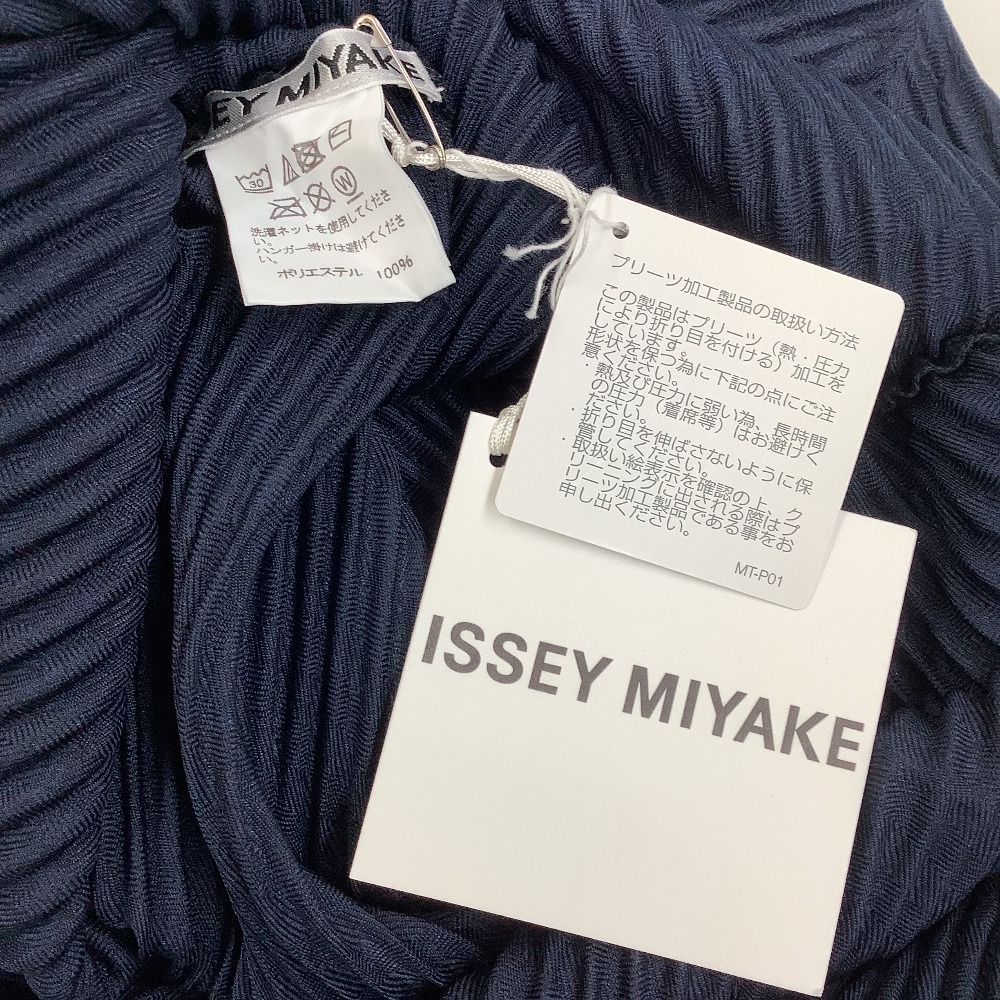 SEY MIYAKE
30
W
洗濯ネットを使用してくださ
い。
ハンガー掛けは避けてくださ
い。
ポリエステル 100%
プリーツ加工製品の取扱い方法
この製品はプリーツ（熱・圧力
により折り目を付ける）加工を
しています。
形状を保つ為に下記の点にご注
意ください。
・熱及び圧力に弱い為、長時間
の圧力（着席等）はお避けく
ださい。
・折り目を伸ばさないように保
管してください。
・取扱い絵表示を確認の上、ク
リーニングに出される際はプ
リーツ加工製品である事をお
申し出ください。
MT-P01
ISSEY MIYAKE